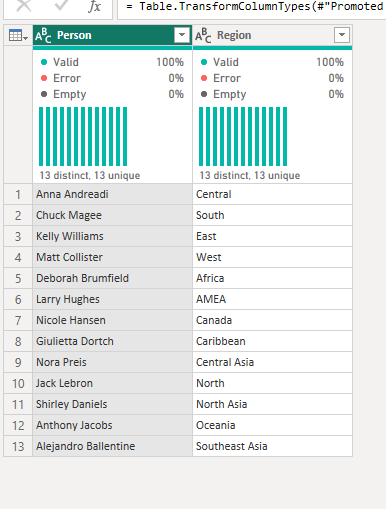 fx = Table.TransformColumnTypes(#"Promoted
ABC Person ABC Region
Valid 100% Valid 100%
Error 0% Error 0%
Empty 0% Empty 0%
13 distinct, 13 unique 13 distinct, 13 unique
1 Anna Andreadi Central
2 Chuck Magee South
3 Kelly Williams East
4 Matt Collister West
5 Deborah Brumfield Africa
6 Larry Hughes AMEA
7 Nicole Hansen Canada
8 Giulietta Dortch Caribbean
9 Nora Preis Central Asia
10 Jack Lebron North
11 Shirley Daniels North Asia
12 Anthony Jacobs Oceania
13 Alejandro Ballentine Southeast Asia